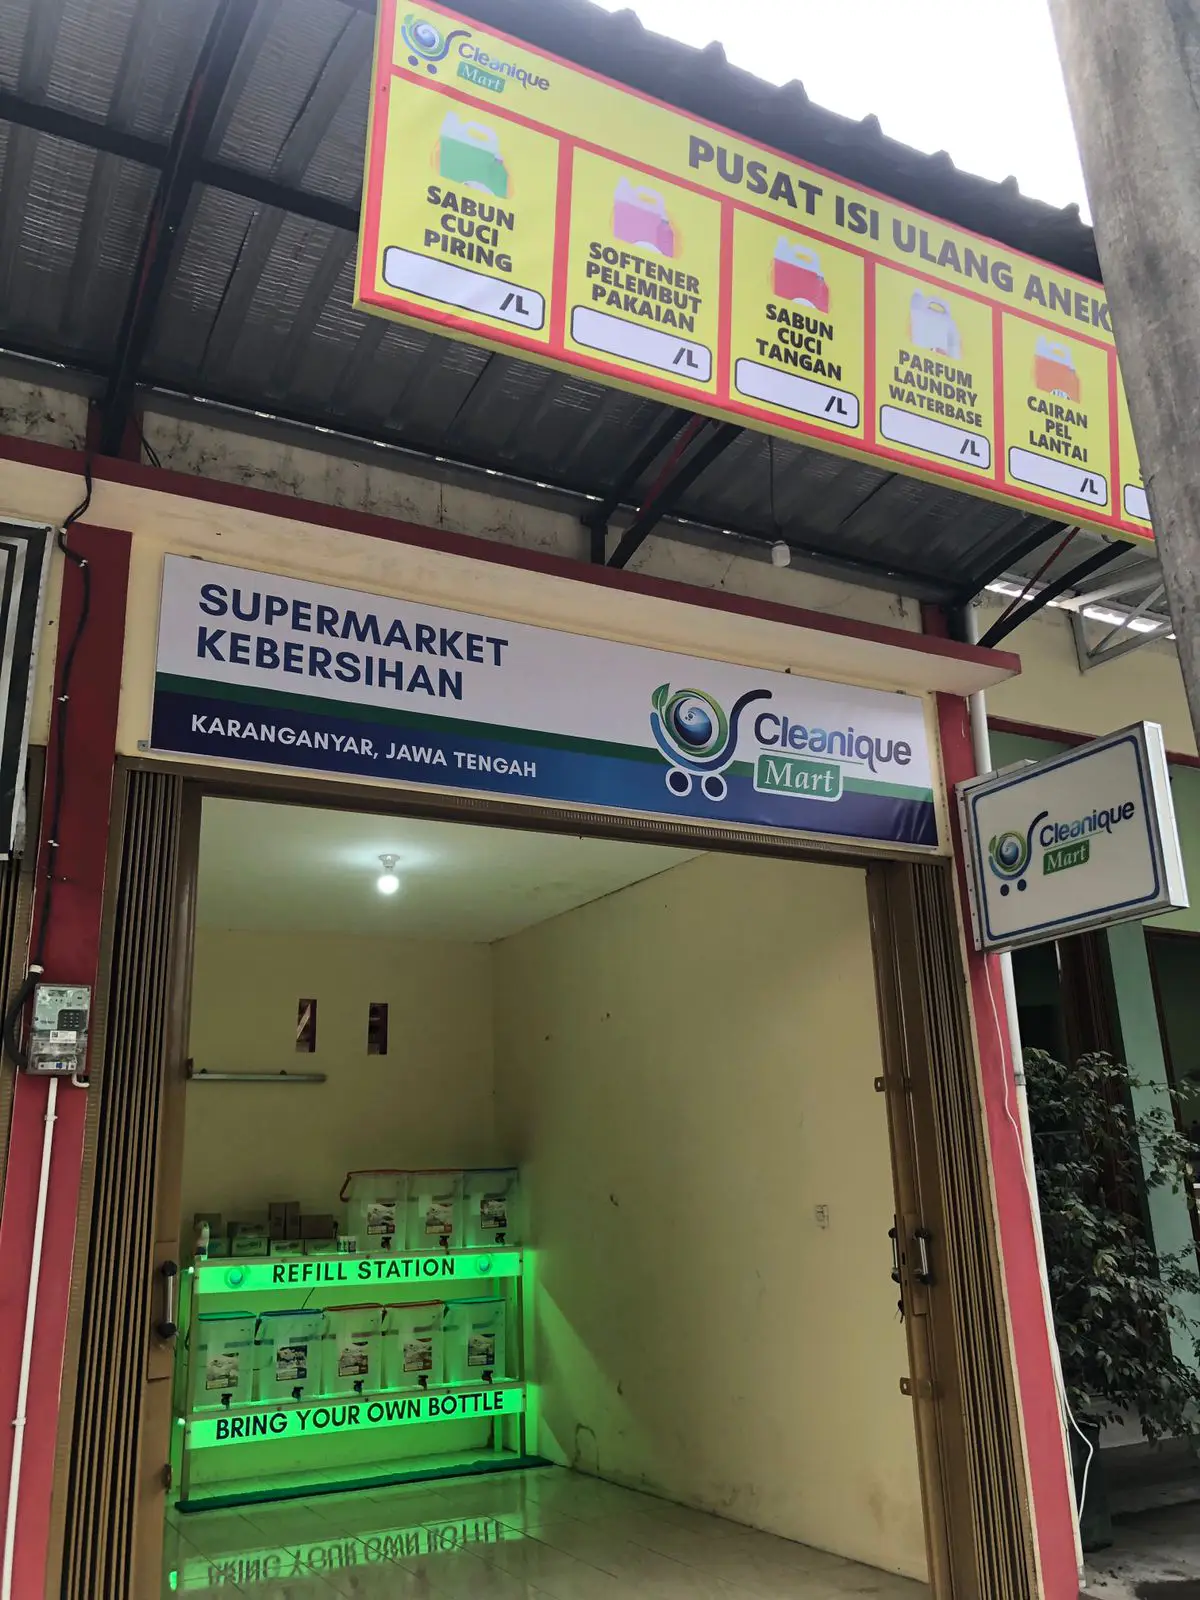 Cleanique
Mart
PUSAT ISI ULANG ANEK
SABUN
CUCI
PIRING
/L
SOFTENER
PELEMBUT
PAKAIAN
/L
SABUN
CUCI
TANGAN
/L
PARFUM
LAUNDRY
WATERBASE
/L
CAIRAN
PEL
LANTAI
/L
SUPERMARKET
KEBERSIHAN
KARANGANYAR, JAWA TENGAH
Cleanique
Mart
Cleanique
Mart
REFILL STATION
BRING YOUR OWN BOTTLE